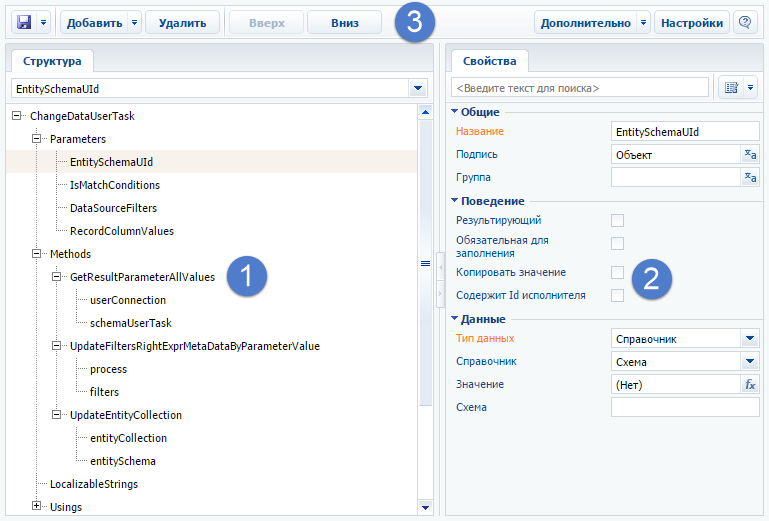 Добавить
Удалить
Вверх
Вниз
3
Дополнительно
Настройки
Структура
EntitySchemaUId
ChangeDataUserTask
Parameters
EntitySchemaUId
IsMatchConditions
DataSourceFilters
RecordColumnValues
Methods
GetResultParameterAllValues
1
userConnection
schemaUserTask
UpdateFiltersRightExprMetaDataByParameterValue
process
filters
UpdateEntityCollection
entityCollection
entitySchema
LocalizableStrings
Usings
Свойства
<Введите текст для поиска>
Общие
Название EntitySchemaUId
Подпись Объект
Группа
Поведение
Результирующий
Обязательная для
заполнения
Копировать значение
2
Содержит Id исполнителя
Данные
Тип данных Справочник
Справочник Схема
Значение (Нет) fx
Схема